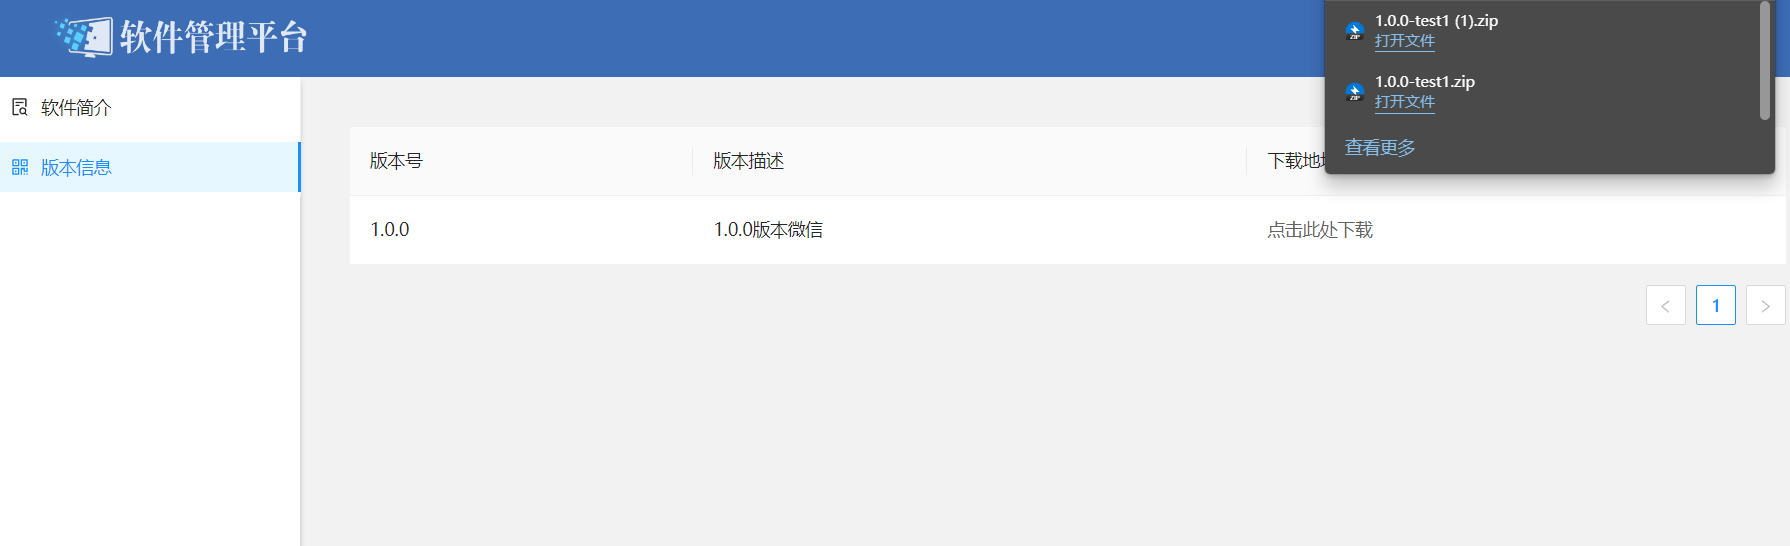 软件管理平台
1.0.0-test1 (1).zip
打开文件
1.0.0-test1.zip
打开文件
查看更多
软件简介
版本信息
版本号 版本描述 下载地
1.0.0 1.0.0版本微信 点击此处下载
< 1 >